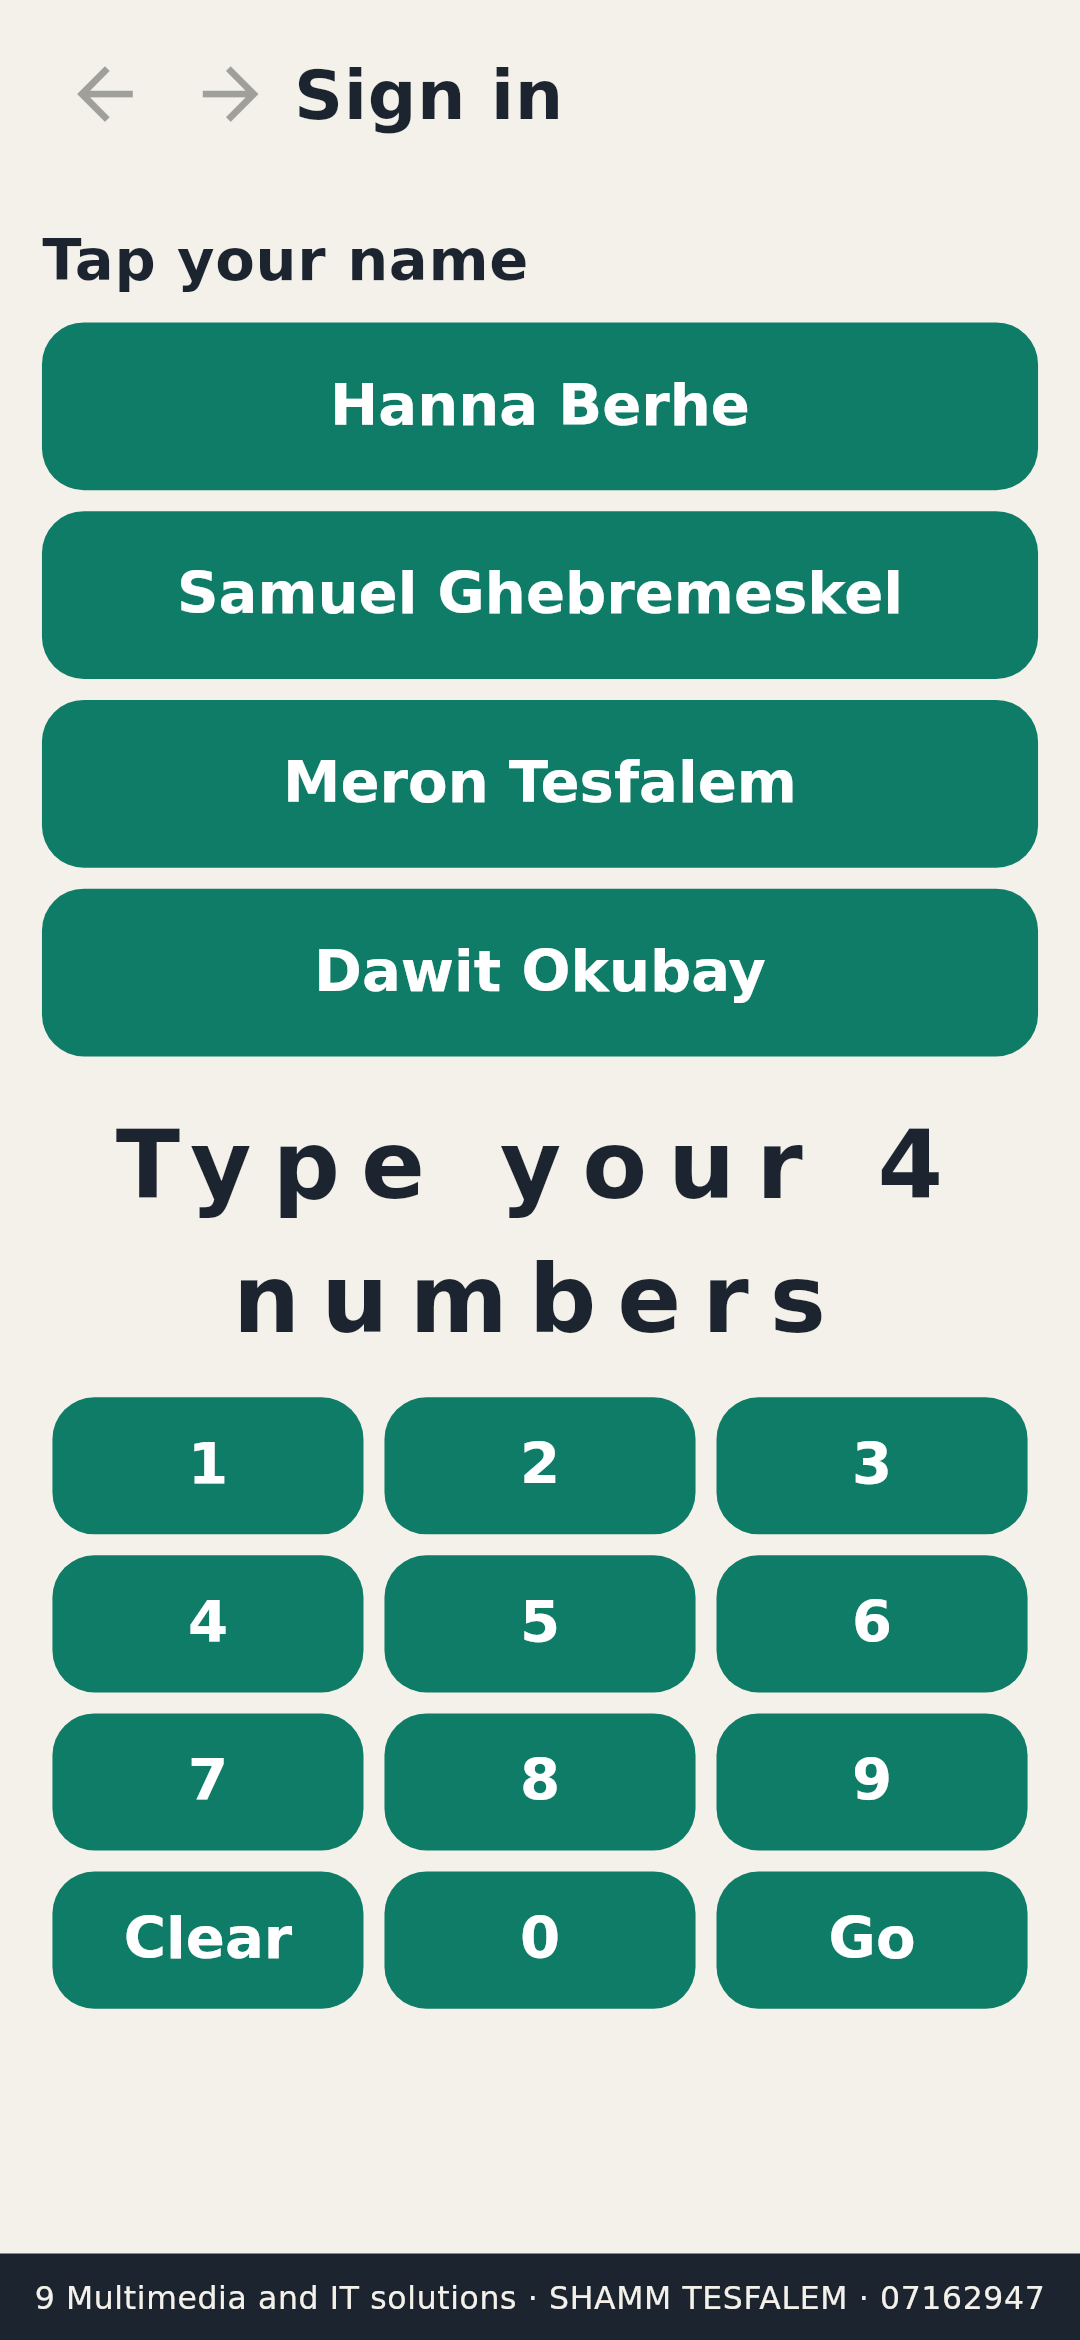 Sign in
Tap your name
Hanna Berhe
Samuel Ghebremeskel
Meron Tesfalem
Dawit Okubay
Type your 4
numbers
1 2 3
4 5 6
7 8 9
Clear 0 Go
9 Multimedia and IT solutions · SHAMM TESFALEM · 07162947